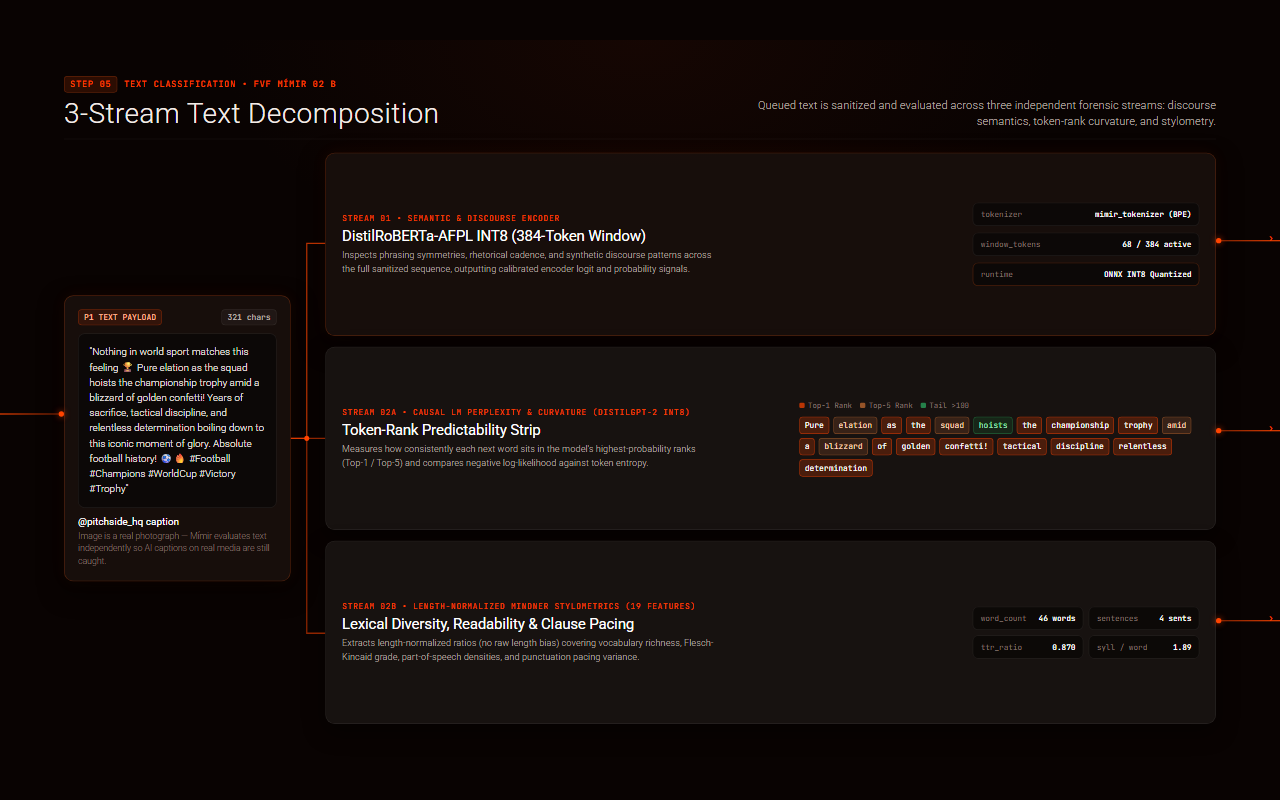 STEP 05 TEXT CLASSIFICATION • FVF MÍMIR 02 B
3-Stream Text Decomposition
Queued text is sanitized and evaluated across three independent forensic streams: discourse
semantics, token-rank curvature, and stylometry.
P1 TEXT PAYLOAD 321 chars
"Nothing in world sport matches this
feeling 🏆 Pure elation as the squad
hoists the championship trophy amid a
blizzard of golden confetti! Years of
sacrifice, tactical discipline, and
relentless determination boiling down to
this iconic moment of glory. Absolute
football history! 🌍 🔥 #Football
#Champions #WorldCup #Victory
#Trophy"
@pitchside_hq caption
Image is a real photograph — Mímir evaluates text
independently so AI captions on real media are still
caught.
STREAM 01 • SEMANTIC & DISCOURSE ENCODER
DistilRoBERTa-AFPL INT8 (384-Token Window)
Inspects phrasing symmetries, rhetorical cadence, and synthetic discourse patterns across
the full sanitized sequence, outputting calibrated encoder logit and probability signals.
tokenizer mimir_tokenizer (BPE)
window_tokens 68 / 384 active
runtime ONNX INT8 Quantized
STREAM 02A • CAUSAL LM PERPLEXITY & CURVATURE (DISTILGPT-2 INT8)
Token-Rank Predictability Strip
Measures how consistently each next word sits in the model's highest-probability ranks
(Top-1 / Top-5) and compares negative log-likelihood against token entropy.
Top-1 Rank Top-5 Rank Tail >100
Pure elation as the squad hoists the championship trophy amid
a blizzard of golden confetti! tactical discipline relentless
determination
STREAM 02B • LENGTH-NORMALIZED MINDNER STYLOMETRICS (19 FEATURES)
Lexical Diversity, Readability & Clause Pacing
Extracts length-normalized ratios (no raw length bias) covering vocabulary richness, Flesch-
Kincaid grade, part-of-speech densities, and punctuation pacing variance.
word_count 46 words sentences 4 sents
ttr_ratio 0.870 syll / word 1.89